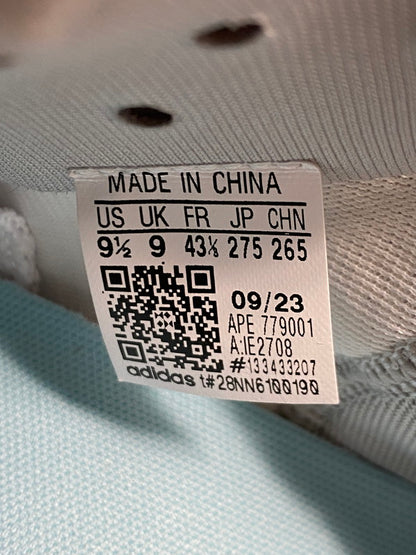 MADE IN CHINA
US UK FR JP CHN
9½ 9 43⅓ 275 265
09/23
APE 779001
A:IE2708
#133433207
adidas t#28NN6100190